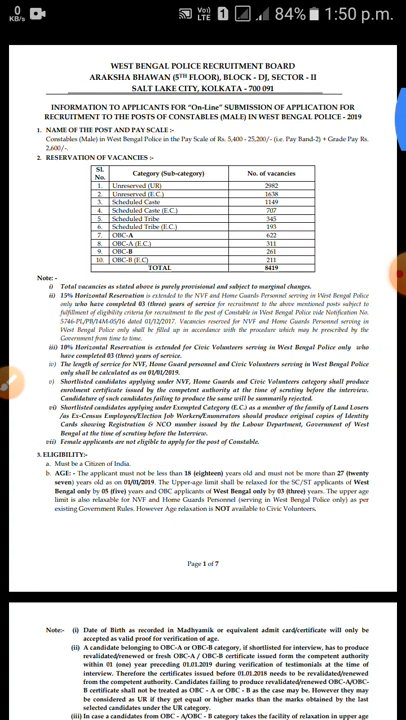 0
KB/s
Vo))
LTE
1
84%
1:50 p.m.
WEST BENGAL POLICE RECRUITMENT BOARD
ARAKSHA BHAWAN (5TH FLOOR), BLOCK - DJ, SECTOR - II
SALT LAKE CITY, KOLKATA - 700 091
INFORMATION TO APPLICANTS FOR "On-Line" SUBMISSION OF APPLICATION FOR
RECRUITMENT TO THE POSTS OF CONSTABLES (MALE) IN WEST BENGAL POLICE - 2019
1. NAME OF THE POST AND PAY SCALE :-
Constables (Male) in West Bengal Police in the Pay Scale of Rs. 5,400 - 25,200/- (i.e. Pay Band-2) + Grade Pay Rs.
2,600/-.
2. RESERVATION OF VACANCIES :-
Sl. No. Category (Sub-category) No. of vacancies
1. Unreserved (UR) 2982
2. Unreserved (E.C.) 1638
3. Scheduled Caste 1149
4. Scheduled Caste (E.C.) 707
5. Scheduled Tribe 345
6. Scheduled Tribe (E.C.) 193
7. OBC-A 622
8. OBC-A (E.C.) 311
9. OBC-B 261
10. OBC-B (E.C) 211
TOTAL 8419
Note: -
i) Total vacancies as stated above is purely provisional and subject to marginal changes.
ii) 15% Horizontal Reservation is extended to the NVF and Home Guards Personnel serving in West Bengal Police
only who have completed 03 (three) years of service for recruitment to the above mentioned posts subject to
fulfillment of eligibility criteria for recruitment to the post of Constable in West Bengal Police vide Notification No.
5746-PL/PB/14M-05/16 dated 01/12/2017. Vacancies reserved for NVF and Home Guards Personnel serving in
West Bengal Police only shall be filled up in accordance with the procedure which may be prescribed by the
Government from time to time.
iii) 10% Horizontal Reservation is extended for Civic Volunteers serving in West Bengal Police only who
have completed 03 (three) years of service.
iv) The length of service for NVF, Home Guard personnel and Civic Volunteers serving in West Bengal Police
only shall be calculated as on 01/01/2019.
v) Shortlisted candidates applying under NVF, Home Guards and Civic Volunteers category shall produce
enrolment certificate issued by the competent authority at the time of scrutiny before the interview.
Candidature of such candidates failing to produce the same will be summarily rejected.
vi) Shortlisted candidates applying under Exempted Category (E.C.) as a member of the family of Land Losers
/as Ex-Census Employees/Election Job Workers/Enumerators should produce original copies of Identity
Cards showing Registration & NCO number issued by the Labour Department, Government of West
Bengal at the time of scrutiny before the Interview.
vii) Female applicants are not eligible to apply for the post of Constable.
3. ELIGIBILITY:-
a. Must be a Citizen of India.
b. AGE: - The applicant must not be less than 18 (eighteen) years old and must not be more than 27 (twenty
seven) years old as on 01/01/2019. The Upper-age limit shall be relaxed for the SC/ST applicants of West
Bengal only by 05 (five) years and OBC applicants of West Bengal only by 03 (three) years. The upper age
limit is also relaxable for NVF and Home Guards Personnel (serving in West Bengal Police only) as per
existing Government Rules. However Age relaxation is NOT available to Civic Volunteers.
Page 1 of 7
Note:- (i) Date of Birth as recorded in Madhyamik or equivalent admit card/certificate will only be
accepted as valid proof for verification of age.
(ii) A candidate belonging to OBC-A or OBC-B category, if shortlisted for interview, has to produce
revalidated/renewed or fresh OBC-A / OBC-B certificate issued form the competent authority
within 01 (one) year preceding 01.01.2019 during verification of testimonials at the time of
interview. Therefore the certificates issued before 01.01.2018 needs to be revalidated/renewed
from the competent authority. Candidates failing to produce revalidated/renewed OBC-A/OBC-
B certificate shall not be treated as OBC - A or OBC - B as the case may be. However they may
be considered as UR if they get equal or higher marks than the marks obtained by the last
selected candidates under the UR category.
(iii) In case a candidates from OBC - A/OBC - B category takes the facility of relaxation in upper age